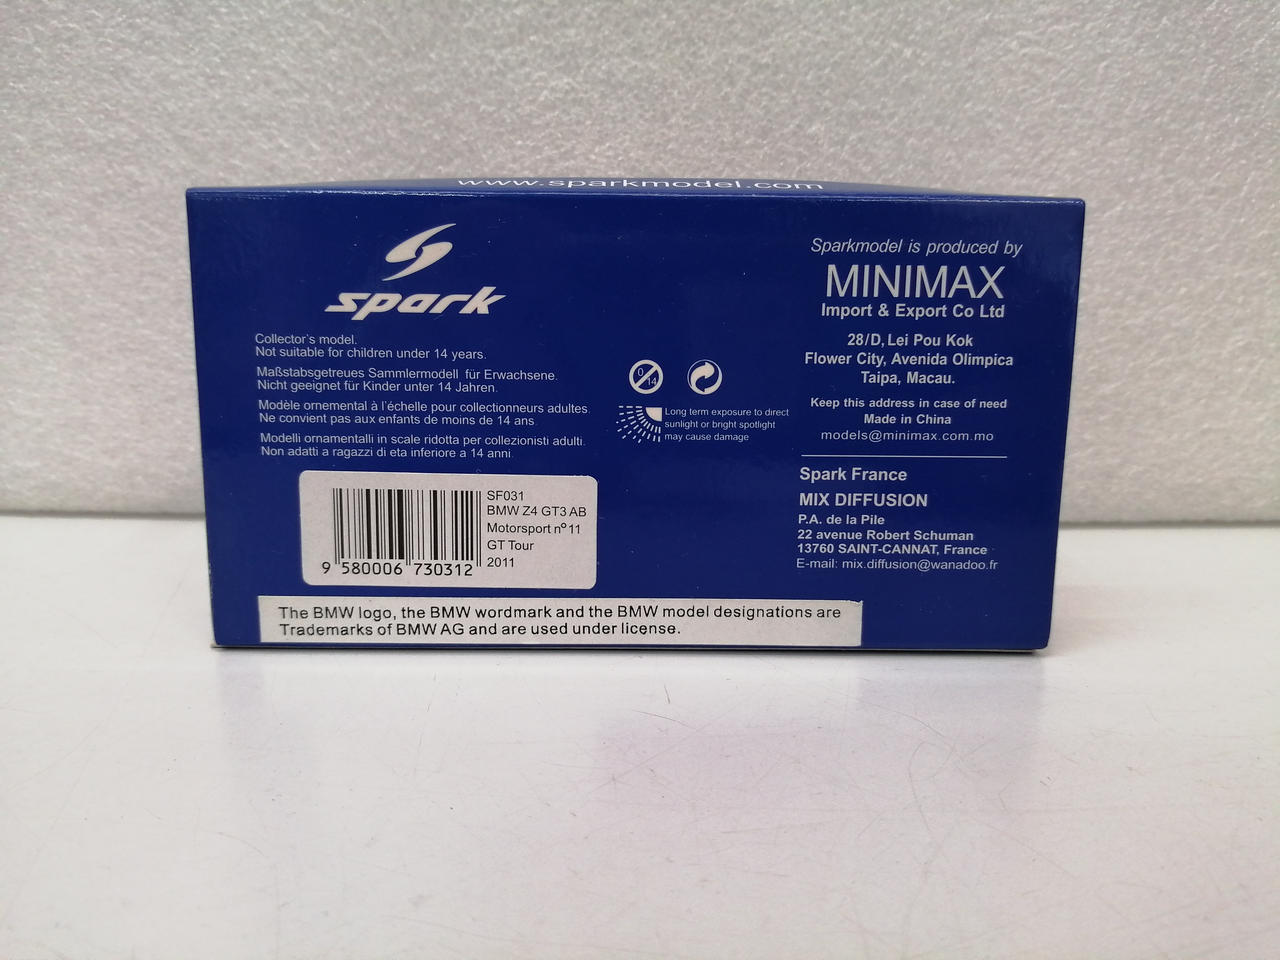 www.sparkmodel.com
spark
Collector's model.
Not suitable for children under 14 years.
Maßstabsgetreues Sammlermodell für Erwachsene.
Nicht geeignet für Kinder unter 14 Jahren.
Modèle ornemental à l'échelle pour collectionneurs adultes.
Ne convient pas aux enfants de moins de 14 ans.
Modelli ornamentalli in scale ridotta per collezionisti adulti.
Non adatti a ragazzi di eta inferiore a 14 anni.
0
14
Long term exposure to direct
sunlight or bright spotlight
may cause damage
SF031
BMW Z4 GT3 AB
Motorsport nº11
GT Tour
2011
9 580006 730312
The BMW logo, the BMW wordmark and the BMW model designations are
Trademarks of BMW AG and are used under license.
Sparkmodel is produced by
MINIMAX
Import & Export Co Ltd
28/D, Lei Pou Kok
Flower City, Avenida Olimpica
Taipa, Macau.
Keep this address in case of need
Made in China
models@minimax.com.mo
Spark France
MIX DIFFUSION
P.A. de la Pile
22 avenue Robert Schuman
13760 SAINT-CANNAT, France
E-mail: mix.diffusion@wanadoo.fr